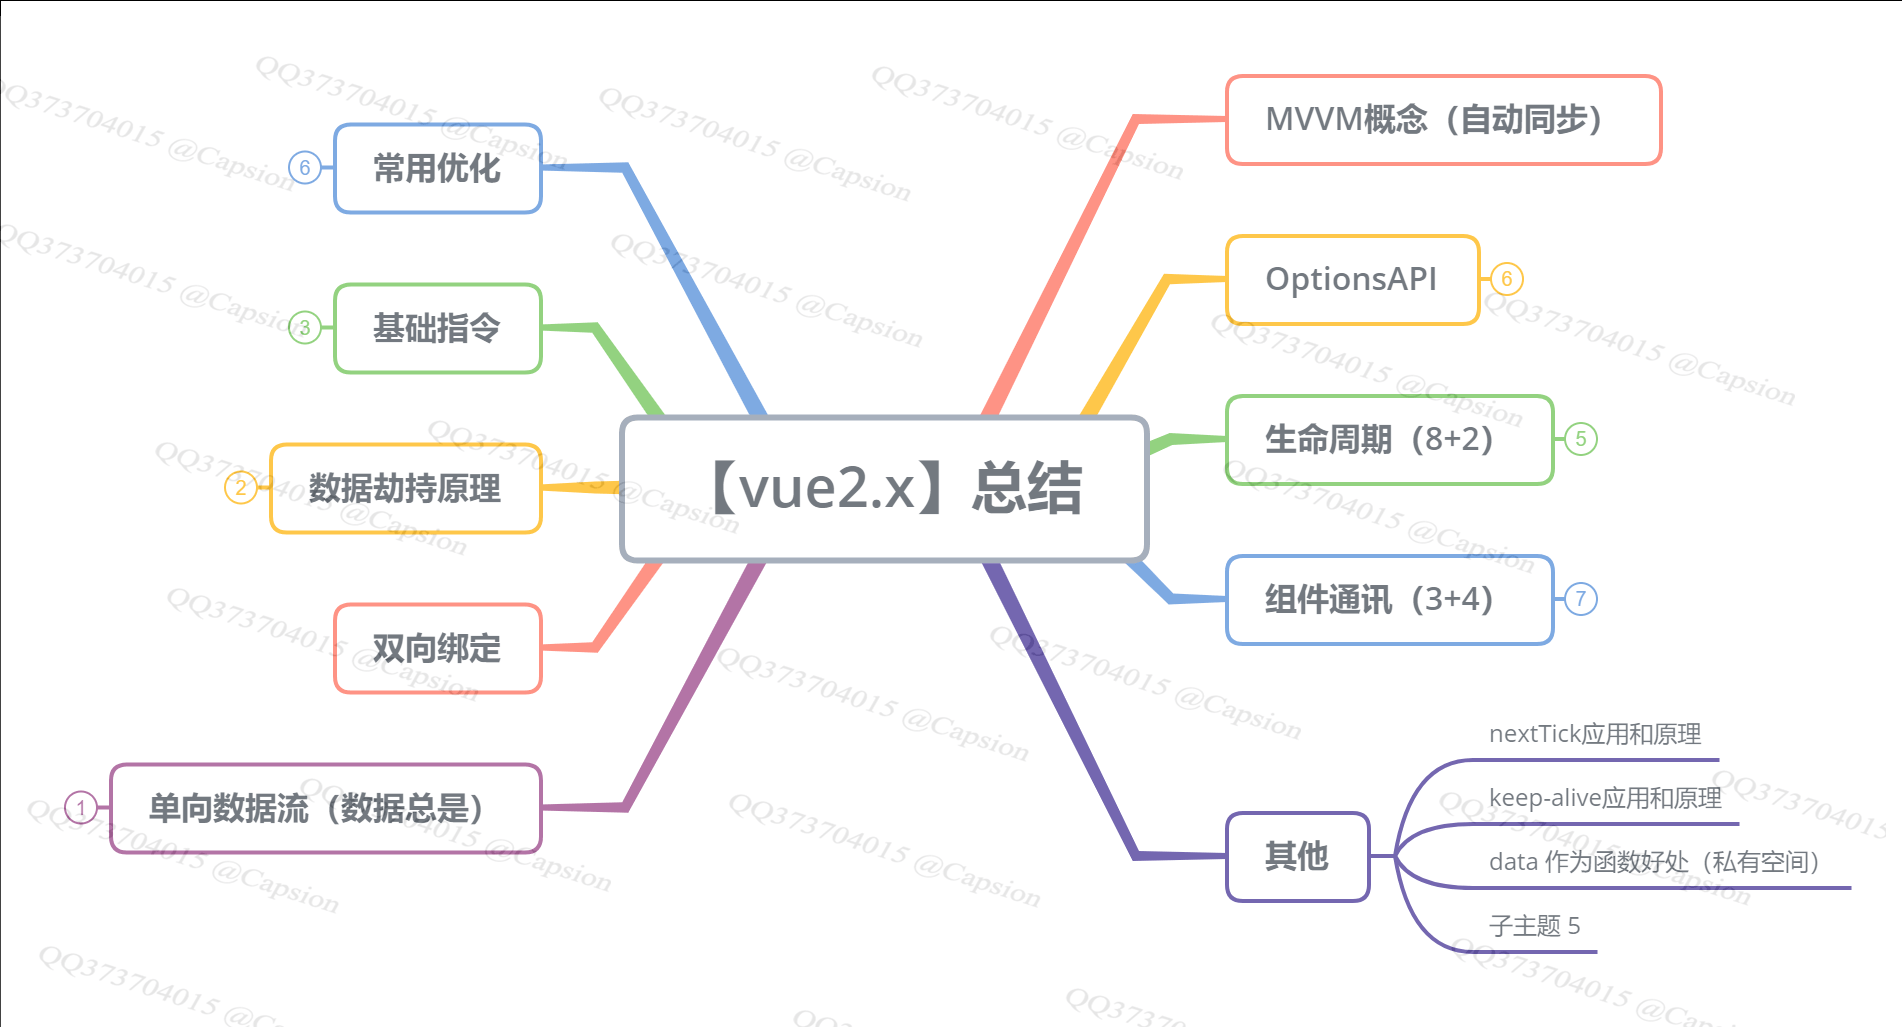 【vue2.x】总结
MVVM概念（自动同步）
OptionsAPI
6
生命周期（8+2）
5
组件通讯（3+4）
7
其他
nextTick应用和原理
keep-alive应用和原理
data 作为函数好处（私有空间）
子主题 5
常用优化
6
基础指令
3
数据劫持原理
2
双向绑定
单向数据流（数据总是）
1
QQ373704015 @Capsion